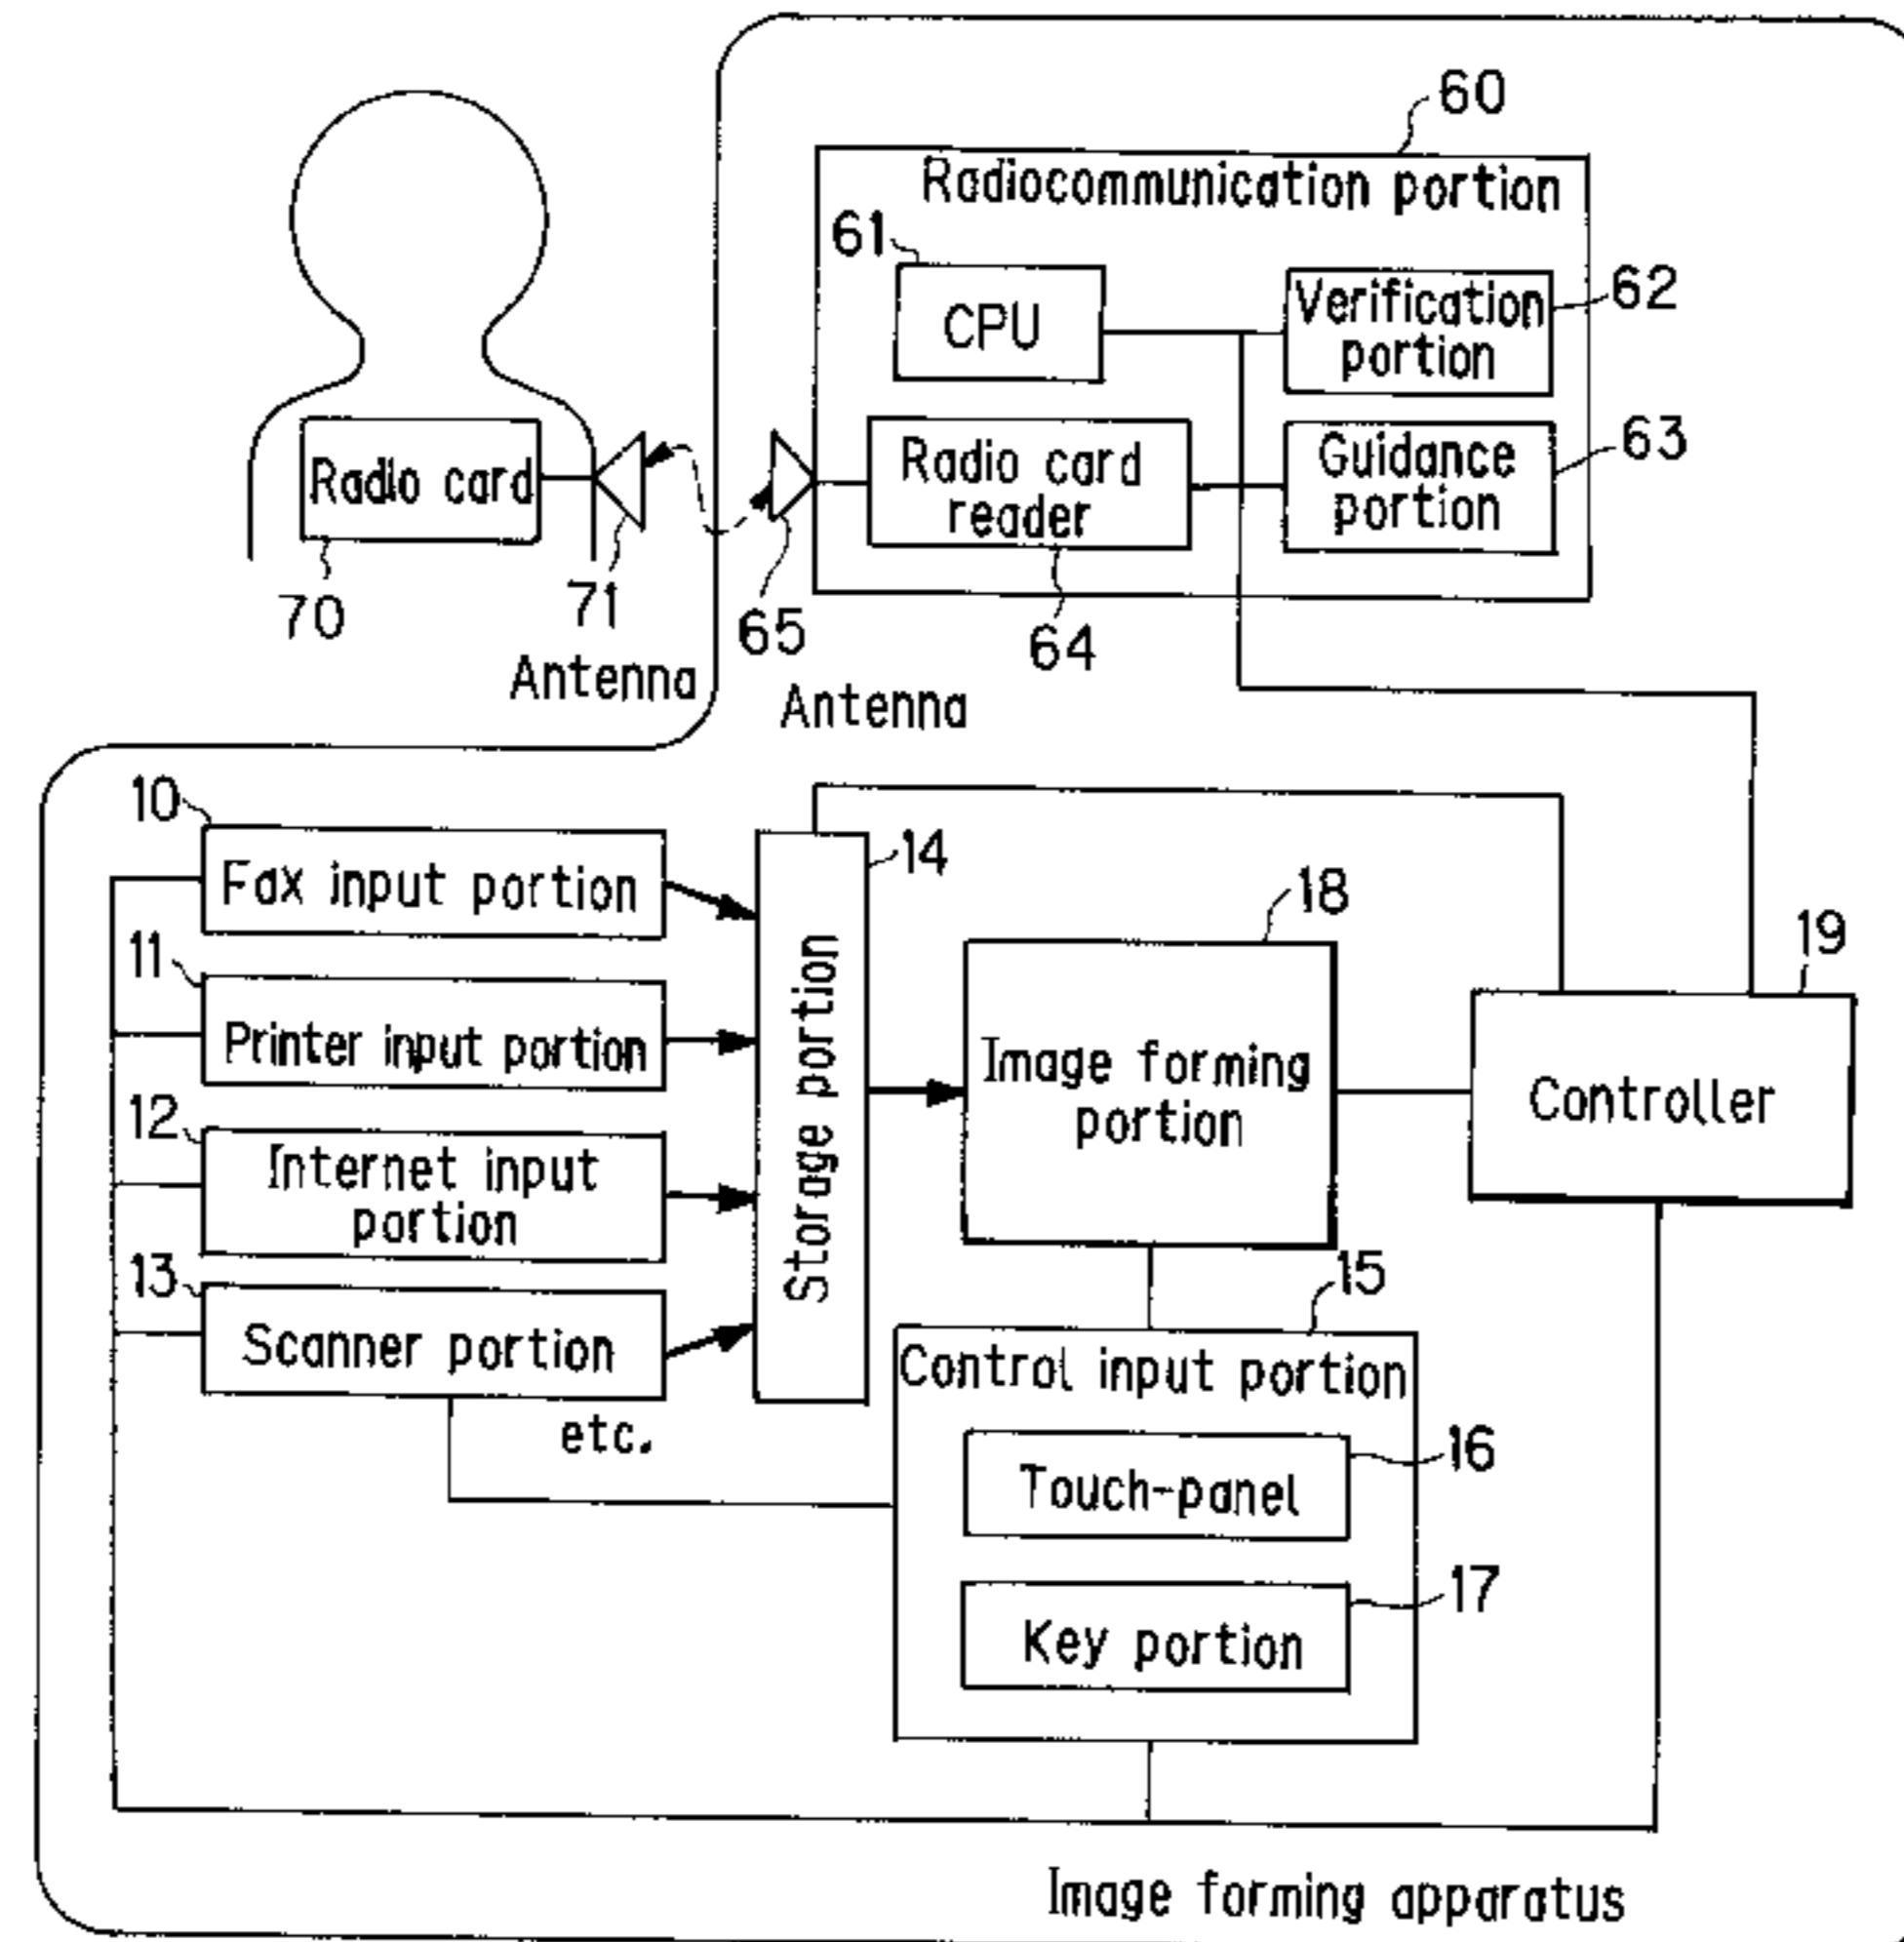 60
Radiocommunication portion
61
CPU
Verification
portion
62
Radio card
Radio card
reader
Guidance
portion
63
70
71
65
64
Antenna
Antenna
10
Fax input portion
14
18
11
Printer input portion
Storage portion
Image forming
portion
19
Controller
12
Internet input
portion
13
Scanner portion
etc.
15
Control input portion
16
Touch-panel
17
Key portion
Image forming apparatus